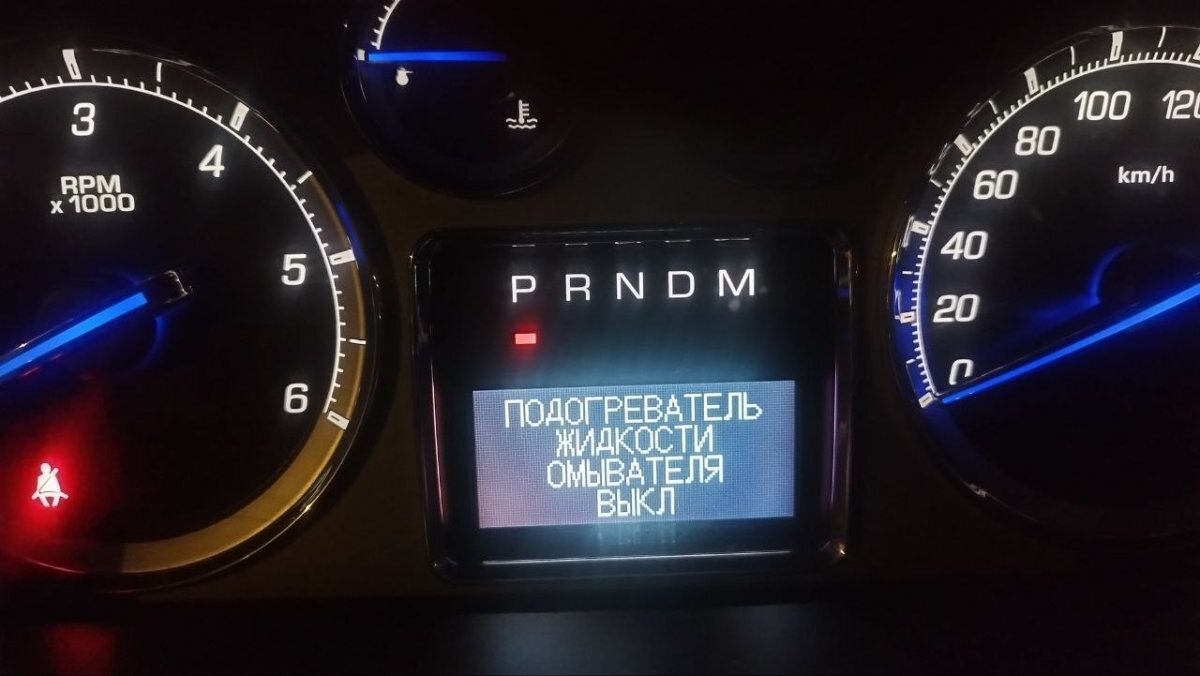 3
4
RPM
x 1000
5
6
P R N D M
ПОДОГРЕВАТЕЛЬ
ЖИДКОСТИ
ОМЫВАТЕЛЯ
ВЫКЛ
100
80
km/h
60
40
20
0